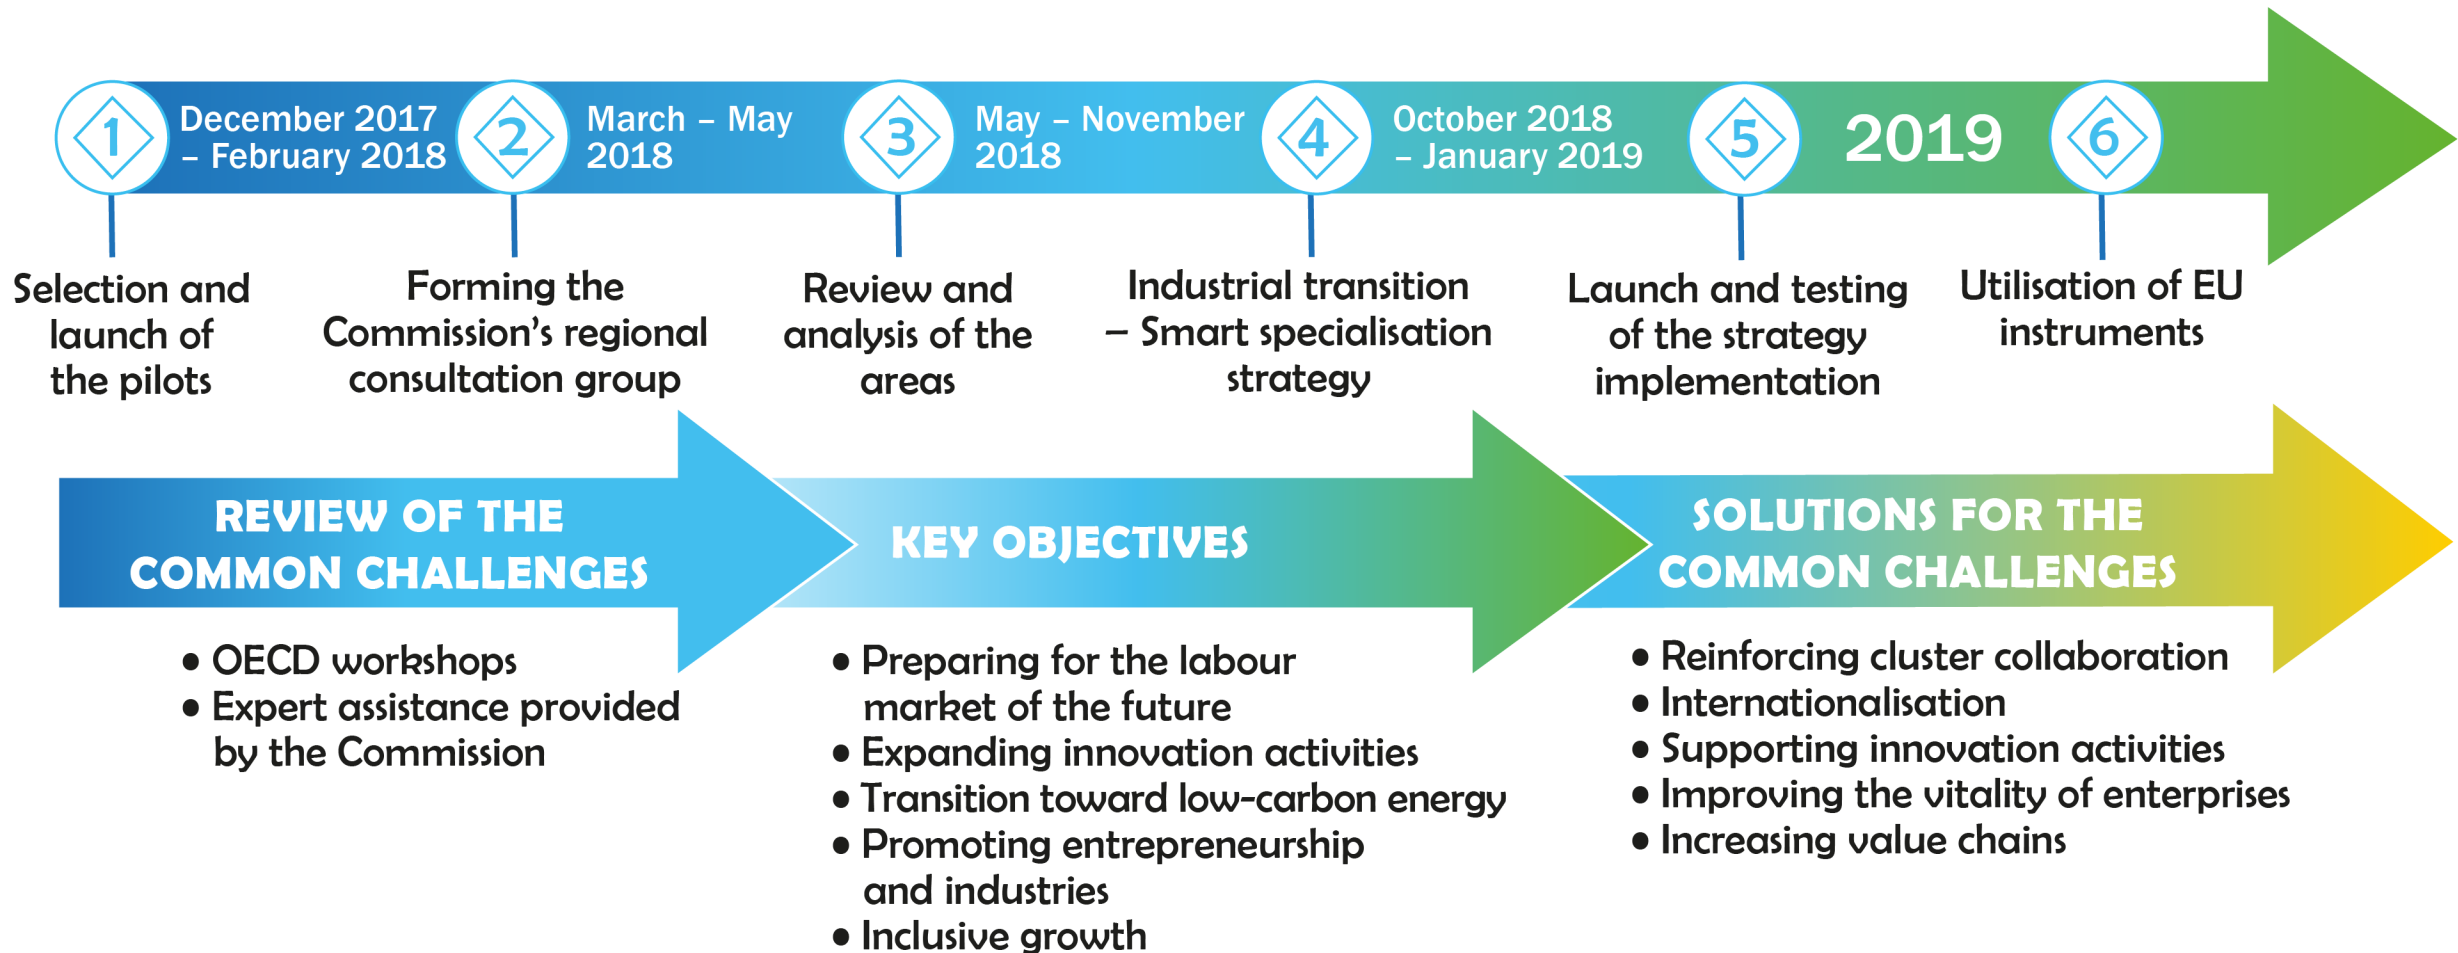 1
December 2017
– February 2018
2
March – May
2018
3
May – November
2018
4
October 2018
– January 2019
5
2019
6
Selection and
launch of
the pilots
Forming the
Commission’s regional
consultation group
Review and
analysis of the
areas
Industrial transition
– Smart specialisation
strategy
Launch and testing
of the strategy
implementation
Utilisation of EU
instruments
REVIEW OF THE
COMMON CHALLENGES
• OECD workshops
• Expert assistance provided
by the Commission
KEY OBJECTIVES
• Preparing for the labour
market of the future
• Expanding innovation activities
• Transition toward low-carbon energy
• Promoting entrepreneurship
and industries
• Inclusive growth
SOLUTIONS FOR THE
COMMON CHALLENGES
• Reinforcing cluster collaboration
• Internationalisation
• Supporting innovation activities
• Improving the vitality of enterprises
• Increasing value chains